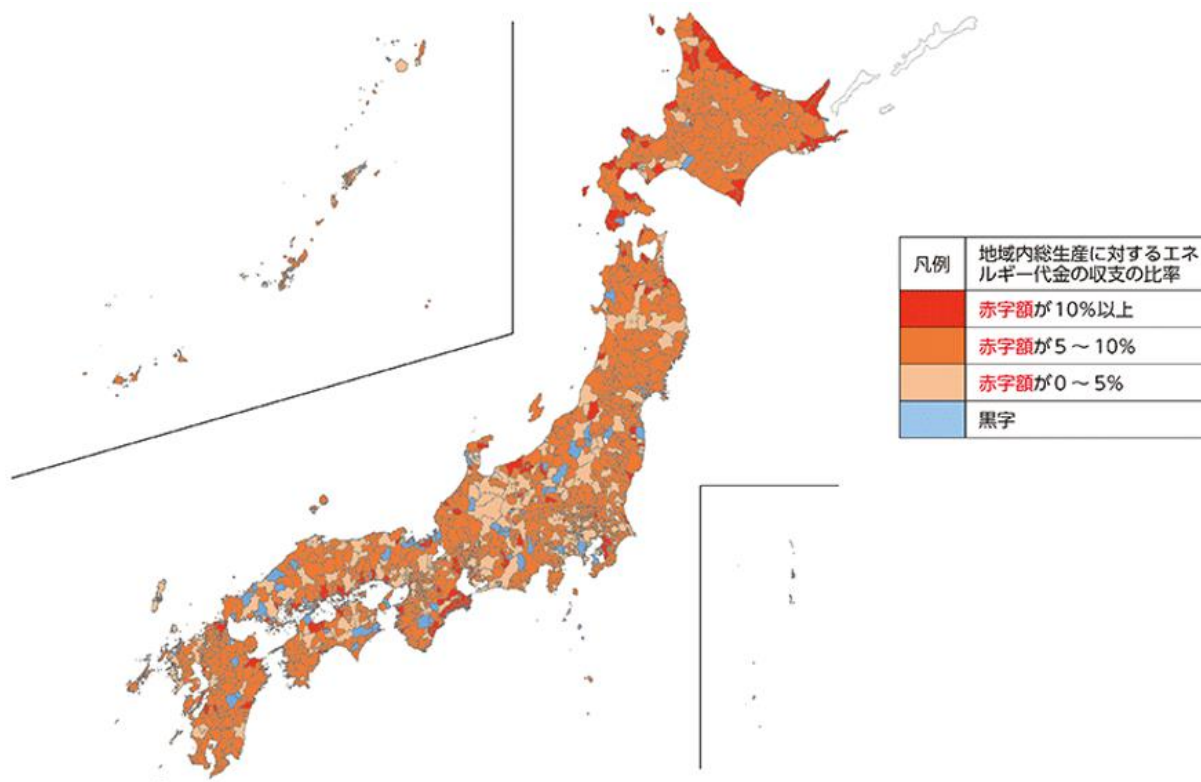 凡例
地域内総生産に対するエネ
ルギー代金の収支の比率
赤字額が10%以上
赤字額が5～10%
赤字額が0～5%
黒字